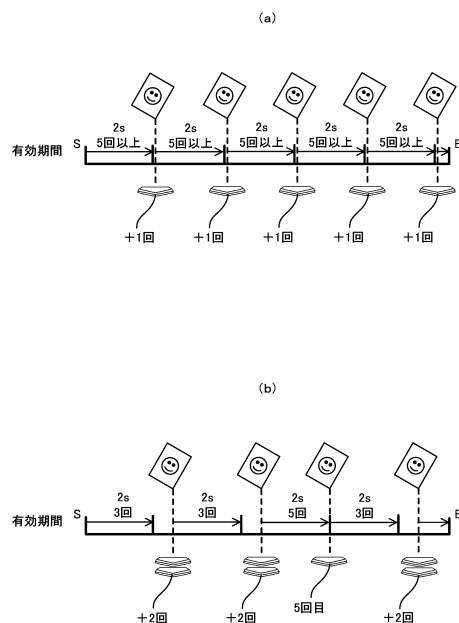 (a)
2s 2s 2s 2s 2s
5回以上 5回以上 5回以上 5回以上 5回以上
有効期間 S E
+1回 +1回 +1回 +1回 +1回
(b)
2s 2s 2s 2s
3回 3回 5回 3回
有効期間 S E
+2回 +2回 5回目 +2回